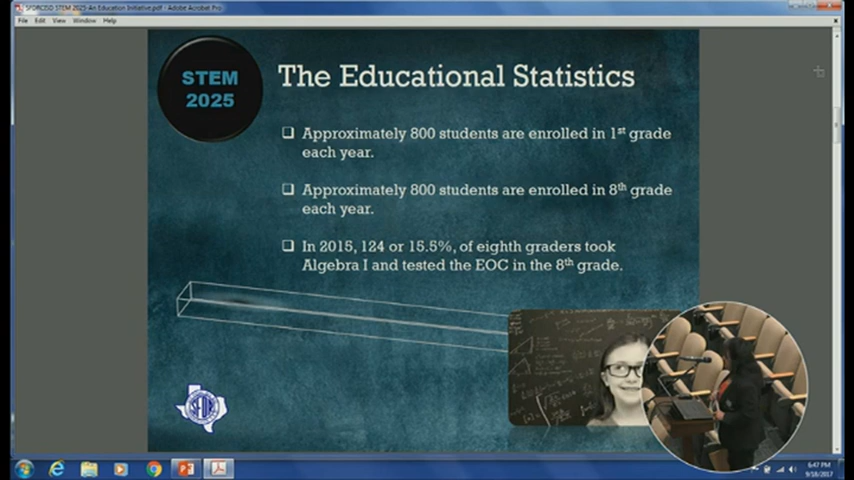 SFDRCISD STEM 2025-An Education Initiative.pdf - Adobe Acrobat Pro
File Edit View Window Help
STEM
2025
The Educational Statistics
❑ Approximately 800 students are enrolled in 1st grade
each year.
❑ Approximately 800 students are enrolled in 8th grade
each year.
❑ In 2015, 124 or 15.5%, of eighth graders took
Algebra I and tested the EOC in the 8th grade.
6:47 PM
9/18/2017